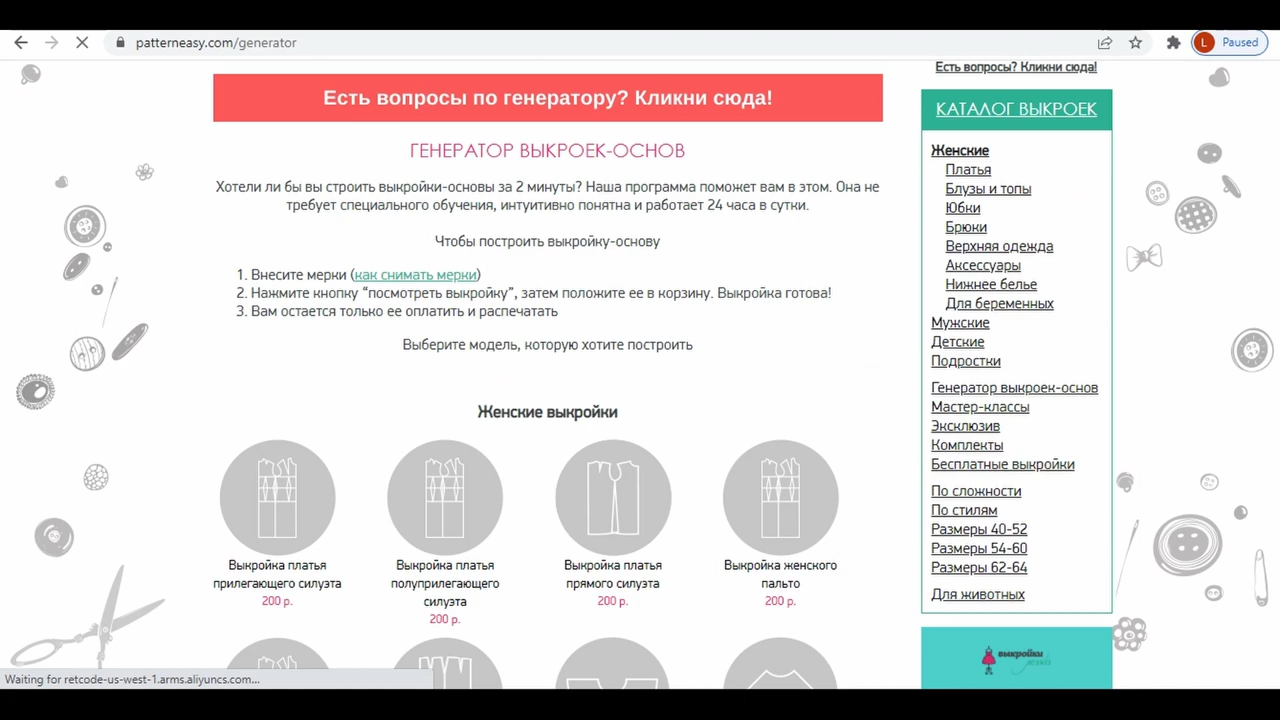 patterneasy.com/generator
L
Paused
Есть вопросы? Кликни сюда!
Есть вопросы по генератору? Кликни сюда!
ГЕНЕРАТОР ВЫКРОЕК-ОСНОВ
Хотели ли бы вы строить выкройки-основы за 2 минуты? Наша программа поможет вам в этом. Она не
требует специального обучения, интуитивно понятна и работает 24 часа в сутки.
Чтобы построить выкройку-основу
1. Внесите мерки (как снимать мерки)
2. Нажмите кнопку “посмотреть выкройку”, затем положите ее в корзину. Выкройка готова!
3. Вам остается только ее оплатить и распечатать
Выберите модель, которую хотите построить
Женские выкройки
Выкройка платья
прилегающего силуэта
200 р.
Выкройка платья
полуприлегающего
силуэта
200 р.
Выкройка платья
прямого силуэта
200 р.
Выкройка женского
пальто
200 р.
КАТАЛОГ ВЫКРОЕК
Женские
Платья
Блузы и топы
Юбки
Брюки
Верхняя одежда
Аксессуары
Нижнее белье
Для беременных
Мужские
Детские
Подростки
Генератор выкроек-основ
Мастер-классы
Эксклюзив
Комплекты
Бесплатные выкройки
По сложности
По стилям
Размеры 40-52
Размеры 54-60
Размеры 62-64
Для животных
выкройки
Waiting for retcode-us-west-1.arms.aliyuncs.com...